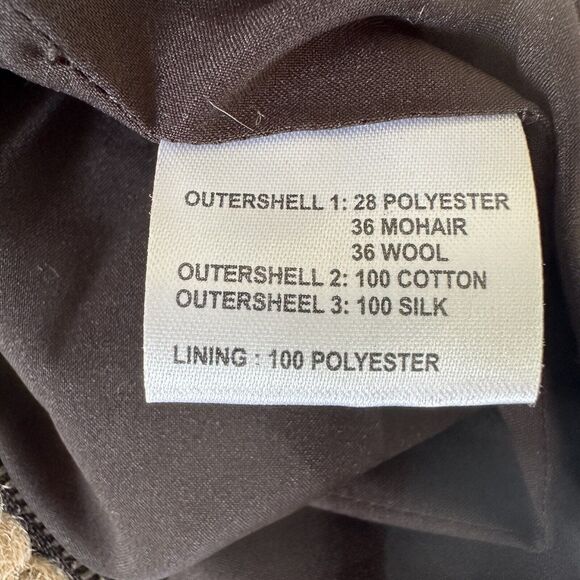 OUTERSHELL 1: 28 POLYESTER
36 MOHAIR
36 WOOL
OUTERSHELL 2: 100 COTTON
OUTERSHEEL 3: 100 SILK
LINING : 100 POLYESTER